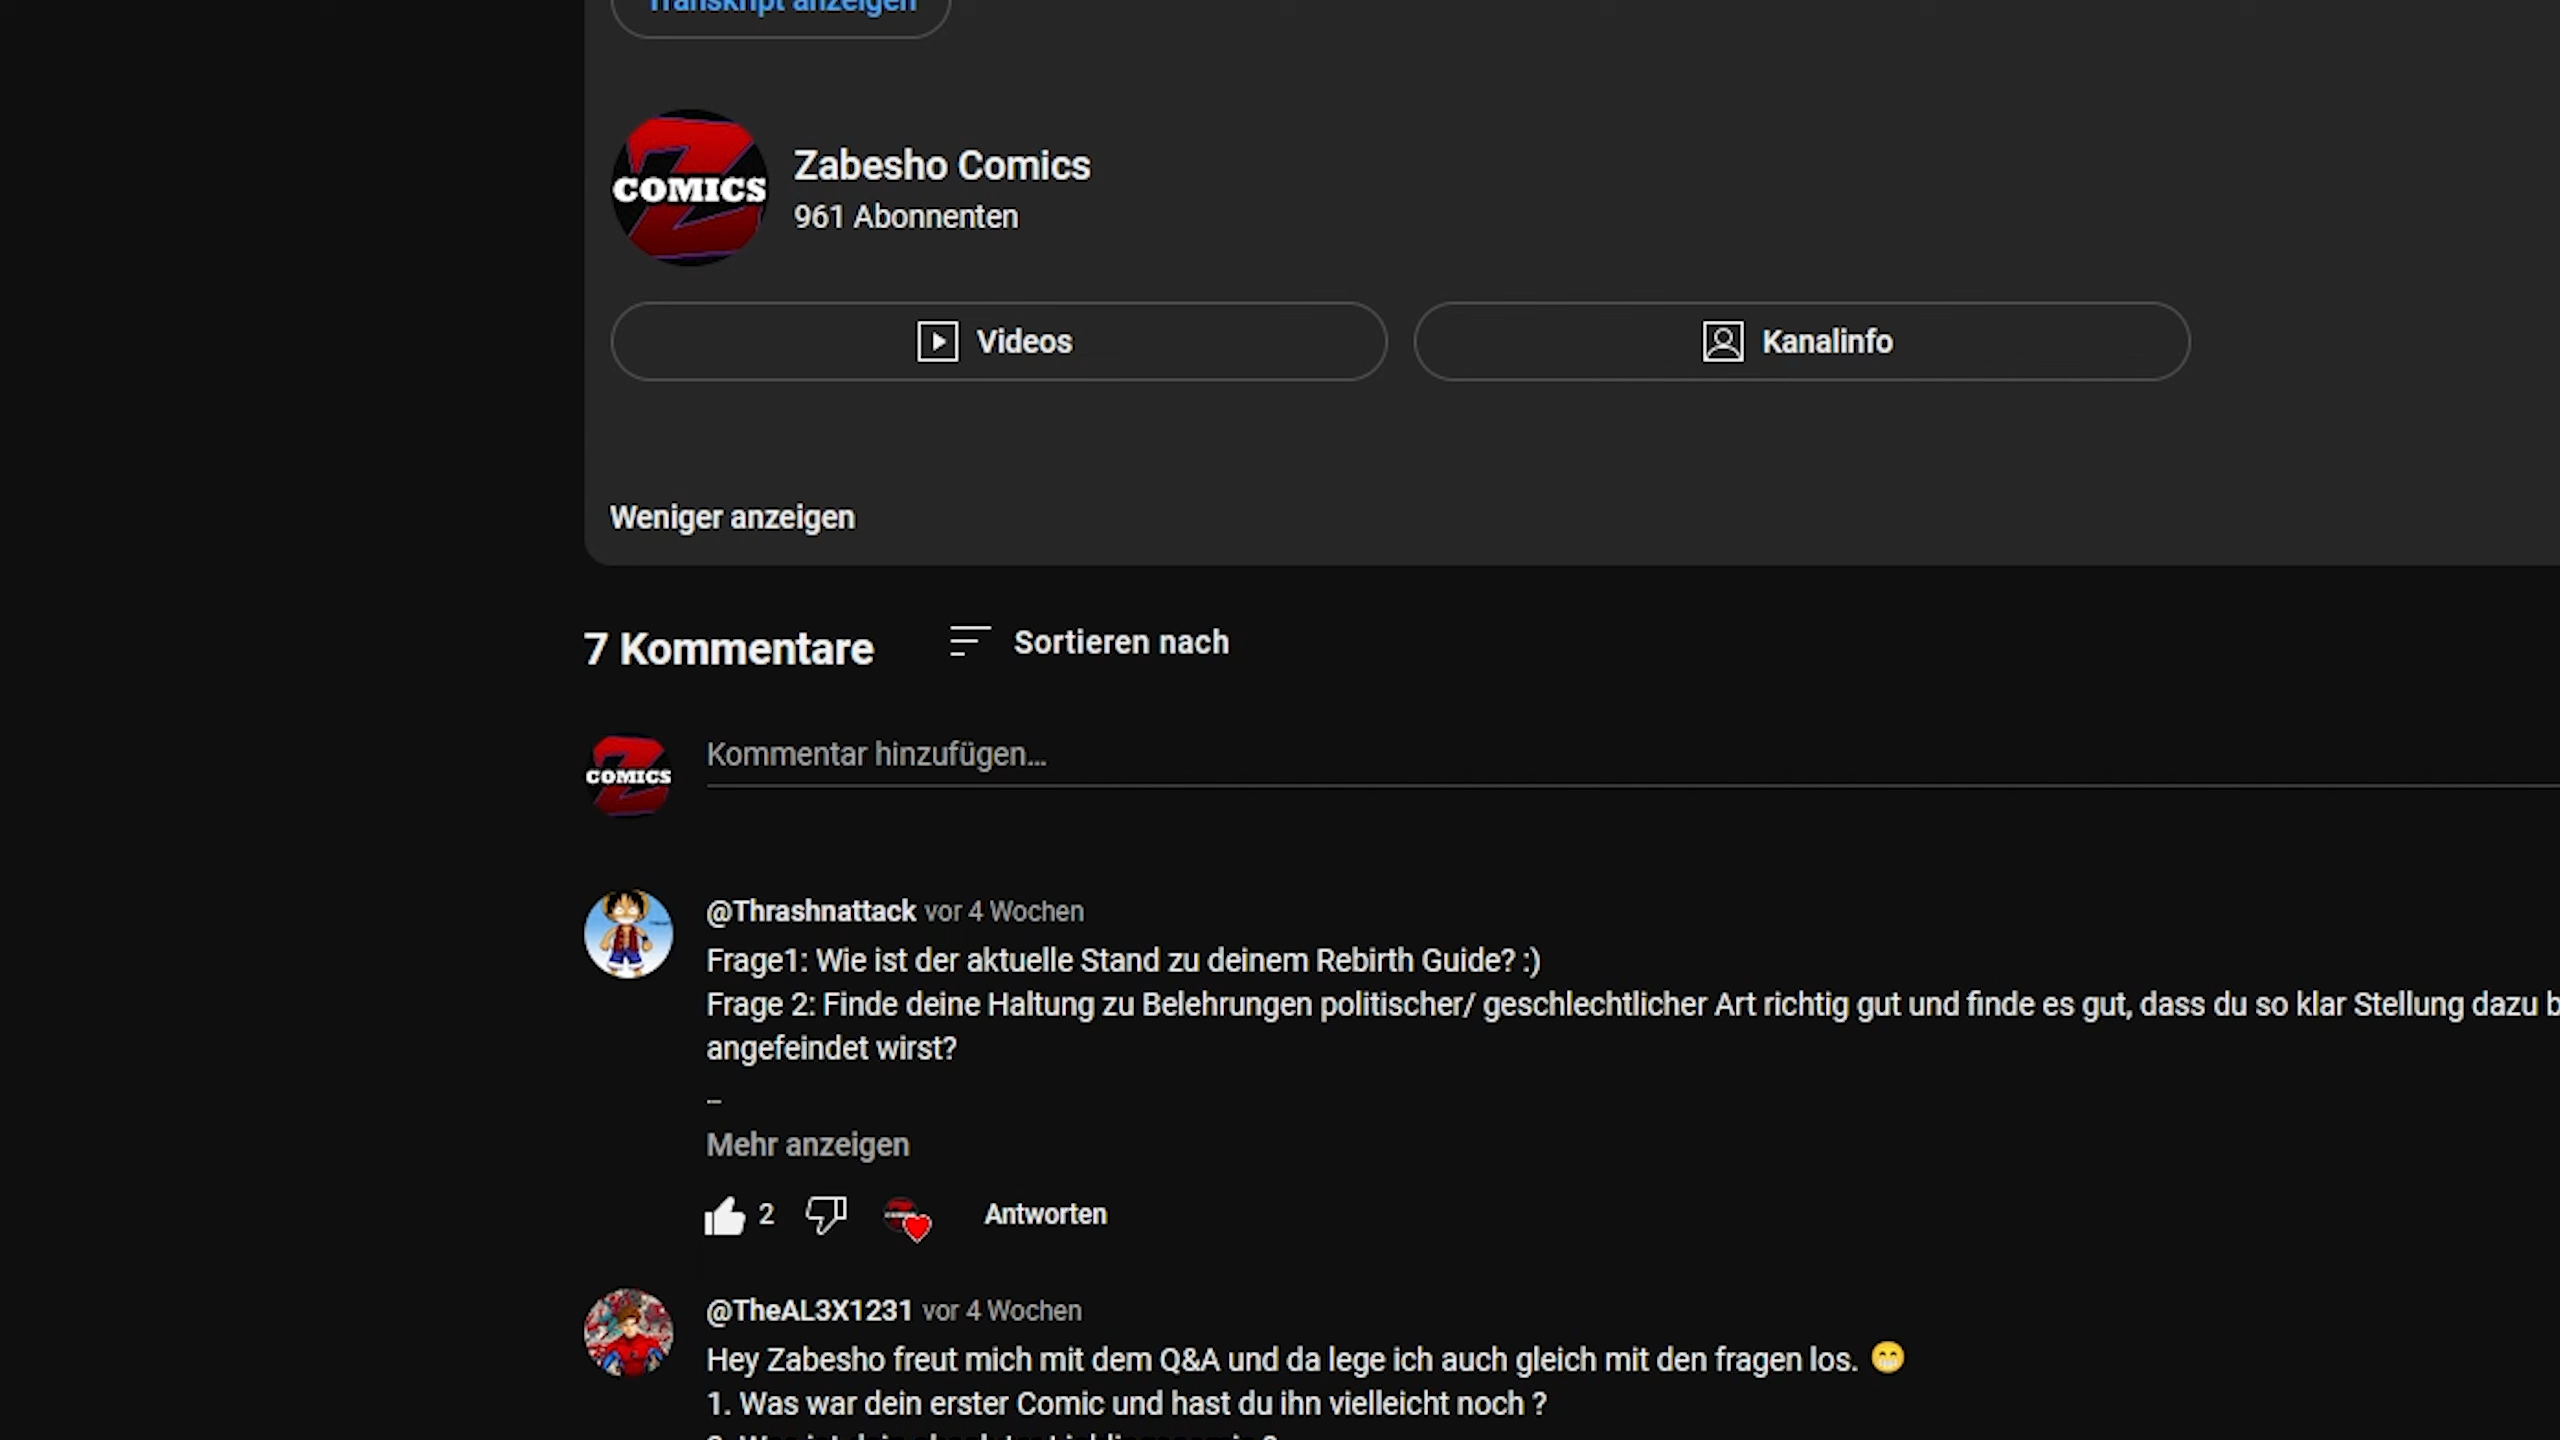 Transkript anzeigen
COMICS
Zabesho Comics
961 Abonnenten
Videos
Kanalinfo
Weniger anzeigen
7 Kommentare
Sortieren nach
COMICS
Kommentar hinzufügen...
@Thrashnattack vor 4 Wochen
Frage1: Wie ist der aktuelle Stand zu deinem Rebirth Guide? :)
Frage 2: Finde deine Haltung zu Belehrungen politischer/ geschlechtlicher Art richtig gut und finde es gut, dass du so klar Stellung dazu
angefeindet wirst?
Mehr anzeigen
2
Antworten
@TheAL3X1231 vor 4 Wochen
Hey Zabesho freut mich mit dem Q&A und da lege ich auch gleich mit den fragen los. 😁
1. Was war dein erster Comic und hast du ihn vielleicht noch ?